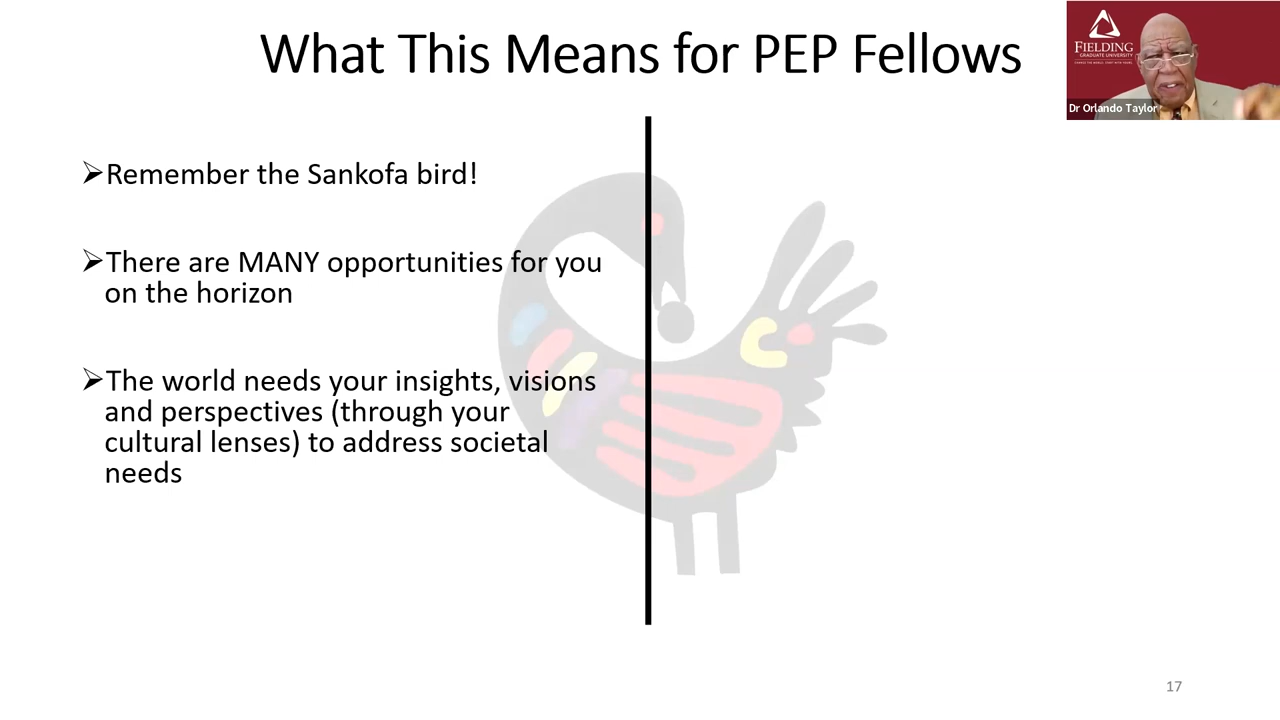 What This Means for PEP Fellows
FIELDING
GRADUATE UNIVERSITY
Dr Orlando Taylor
➢Remember the Sankofa bird!
➢There are MANY opportunities for you
on the horizon
➢The world needs your insights, visions
and perspectives (through your
cultural lenses) to address societal
needs
17